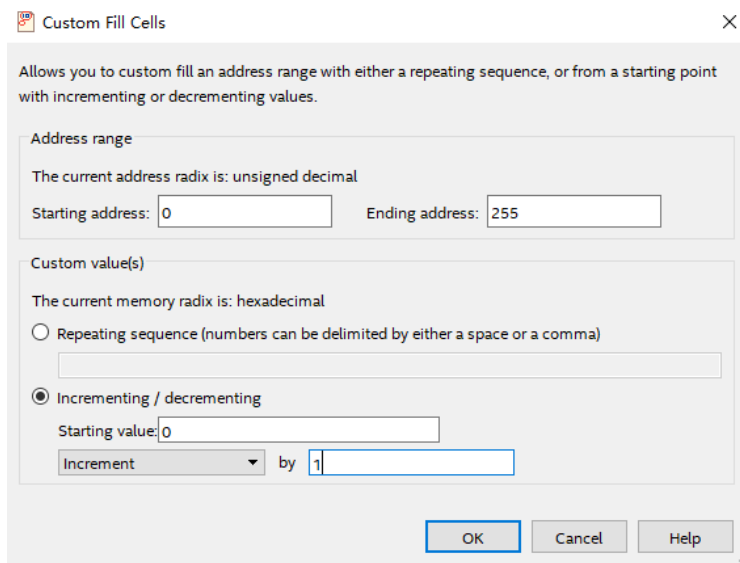 Custom Fill Cells
Allows you to custom fill an address range with either a repeating sequence, or from a starting point
with incrementing or decrementing values.
Address range
The current address radix is: unsigned decimal
Starting address: 0 Ending address: 255
Custom value(s)
The current memory radix is: hexadecimal
Repeating sequence (numbers can be delimited by either a space or a comma)
Incrementing / decrementing
Starting value: 0
Increment by 1
OK Cancel Help